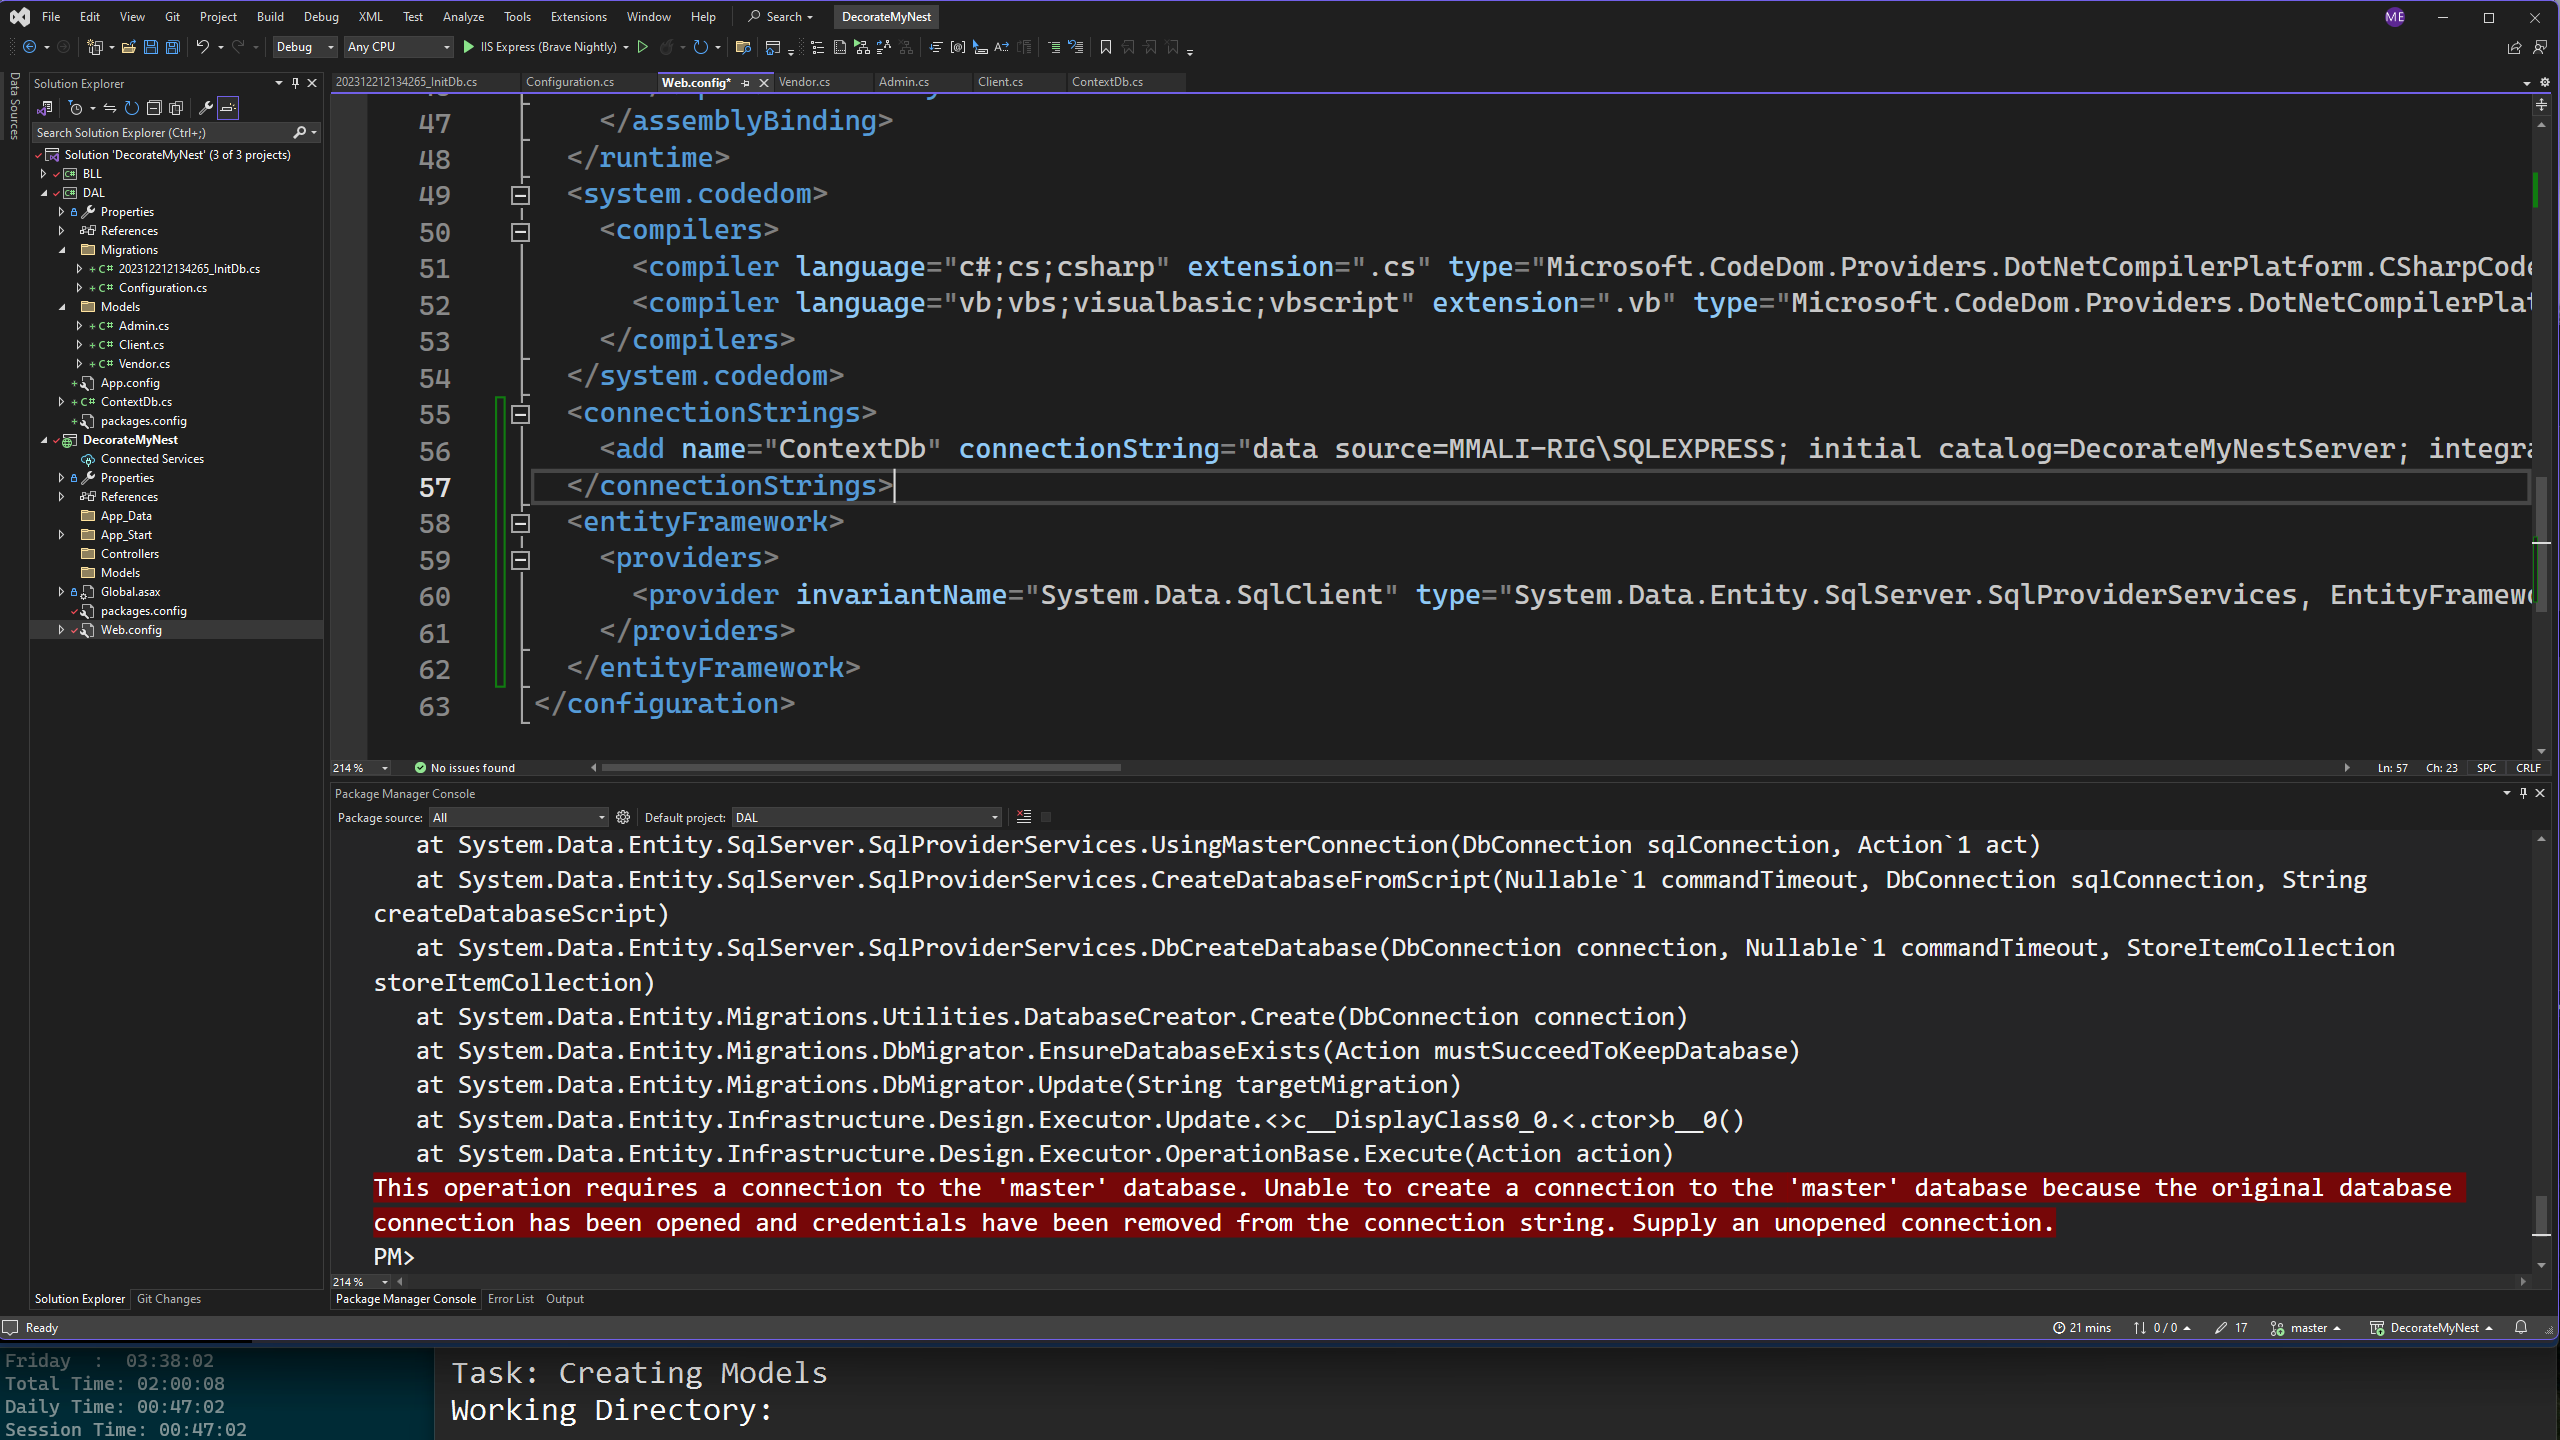 File Edit View Git Project Build Debug XML Test Analyze Tools Extensions Window Help Search DecorateMyNest ME
Debug Any CPU IIS Express (Brave Nightly)
Data Sources
Solution Explorer
Search Solution Explorer (Ctrl+;)
Solution 'DecorateMyNest' (3 of 3 projects)
BLL
DAL
Properties
References
Migrations
202312212134265_InitDb.cs
Configuration.cs
Models
Admin.cs
Client.cs
Vendor.cs
App.config
ContextDb.cs
packages.config
DecorateMyNest
Connected Services
Properties
References
App_Data
App_Start
Controllers
Models
Global.asax
packages.config
Web.config
Solution Explorer Git Changes
202312212134265_InitDb.cs Configuration.cs Web.config* Vendor.cs Admin.cs Client.cs ContextDb.cs
47 </assemblyBinding>
48 </runtime>
49 <system.codedom>
50 <compilers>
51 <compiler language="c#;cs;csharp" extension=".cs" type="Microsoft.CodeDom.Providers.DotNetCompilerPlatform.CSharpCode
52 <compiler language="vb;vbs;visualbasic;vbscript" extension=".vb" type="Microsoft.CodeDom.Providers.DotNetCompilerPlat
53 </compilers>
54 </system.codedom>
55 <connectionStrings>
56 <add name="ContextDb" connectionString="data source=MMALI-RIG\SQLEXPRESS; initial catalog=DecorateMyNestServer; integra
57 </connectionStrings>
58 <entityFramework>
59 <providers>
60 <provider invariantName="System.Data.SqlClient" type="System.Data.Entity.SqlServer.SqlProviderServices, EntityFramewo
61 </providers>
62 </entityFramework>
63 </configuration>
214 % No issues found Ln: 57 Ch: 23 SPC CRLF
Package Manager Console
Package source: All Default project: DAL
at System.Data.Entity.SqlServer.SqlProviderServices.UsingMasterConnection(DbConnection sqlConnection, Action`1 act)
at System.Data.Entity.SqlServer.SqlProviderServices.CreateDatabaseFromScript(Nullable`1 commandTimeout, DbConnection sqlConnection, String
createDatabaseScript)
at System.Data.Entity.SqlServer.SqlProviderServices.DbCreateDatabase(DbConnection connection, Nullable`1 commandTimeout, StoreItemCollection
storeItemCollection)
at System.Data.Entity.Migrations.Utilities.DatabaseCreator.Create(DbConnection connection)
at System.Data.Entity.Migrations.DbMigrator.EnsureDatabaseExists(Action mustSucceedToKeepDatabase)
at System.Data.Entity.Migrations.DbMigrator.Update(String targetMigration)
at System.Data.Entity.Infrastructure.Design.Executor.Update.<>c__DisplayClass0_0.<.ctor>b__0()
at System.Data.Entity.Infrastructure.Design.Executor.OperationBase.Execute(Action action)
This operation requires a connection to the 'master' database. Unable to create a connection to the 'master' database because the original database
connection has been opened and credentials have been removed from the connection string. Supply an unopened connection.
PM>
214 %
Package Manager Console Error List Output
Ready 21 mins 0 / 0 17 master DecorateMyNest
Friday : 03:38:02
Total Time: 02:00:08
Daily Time: 00:47:02
Session Time: 00:47:02
Task: Creating Models
Working Directory: